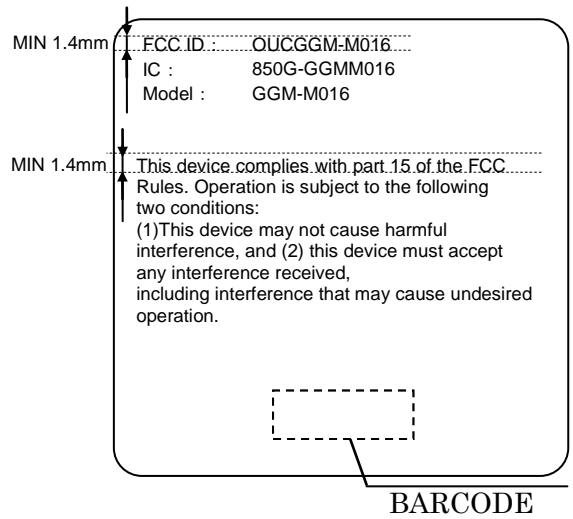 MIN 1.4mm
FCC ID : OUCGGM-M016
IC : 850G-GGMM016
Model : GGM-M016
MIN 1.4mm
This device complies with part 15 of the FCC
Rules. Operation is subject to the following
two conditions:
(1)This device may not cause harmful
interference, and (2) this device must accept
any interference received,
including interference that may cause undesired
operation.
BARCODE